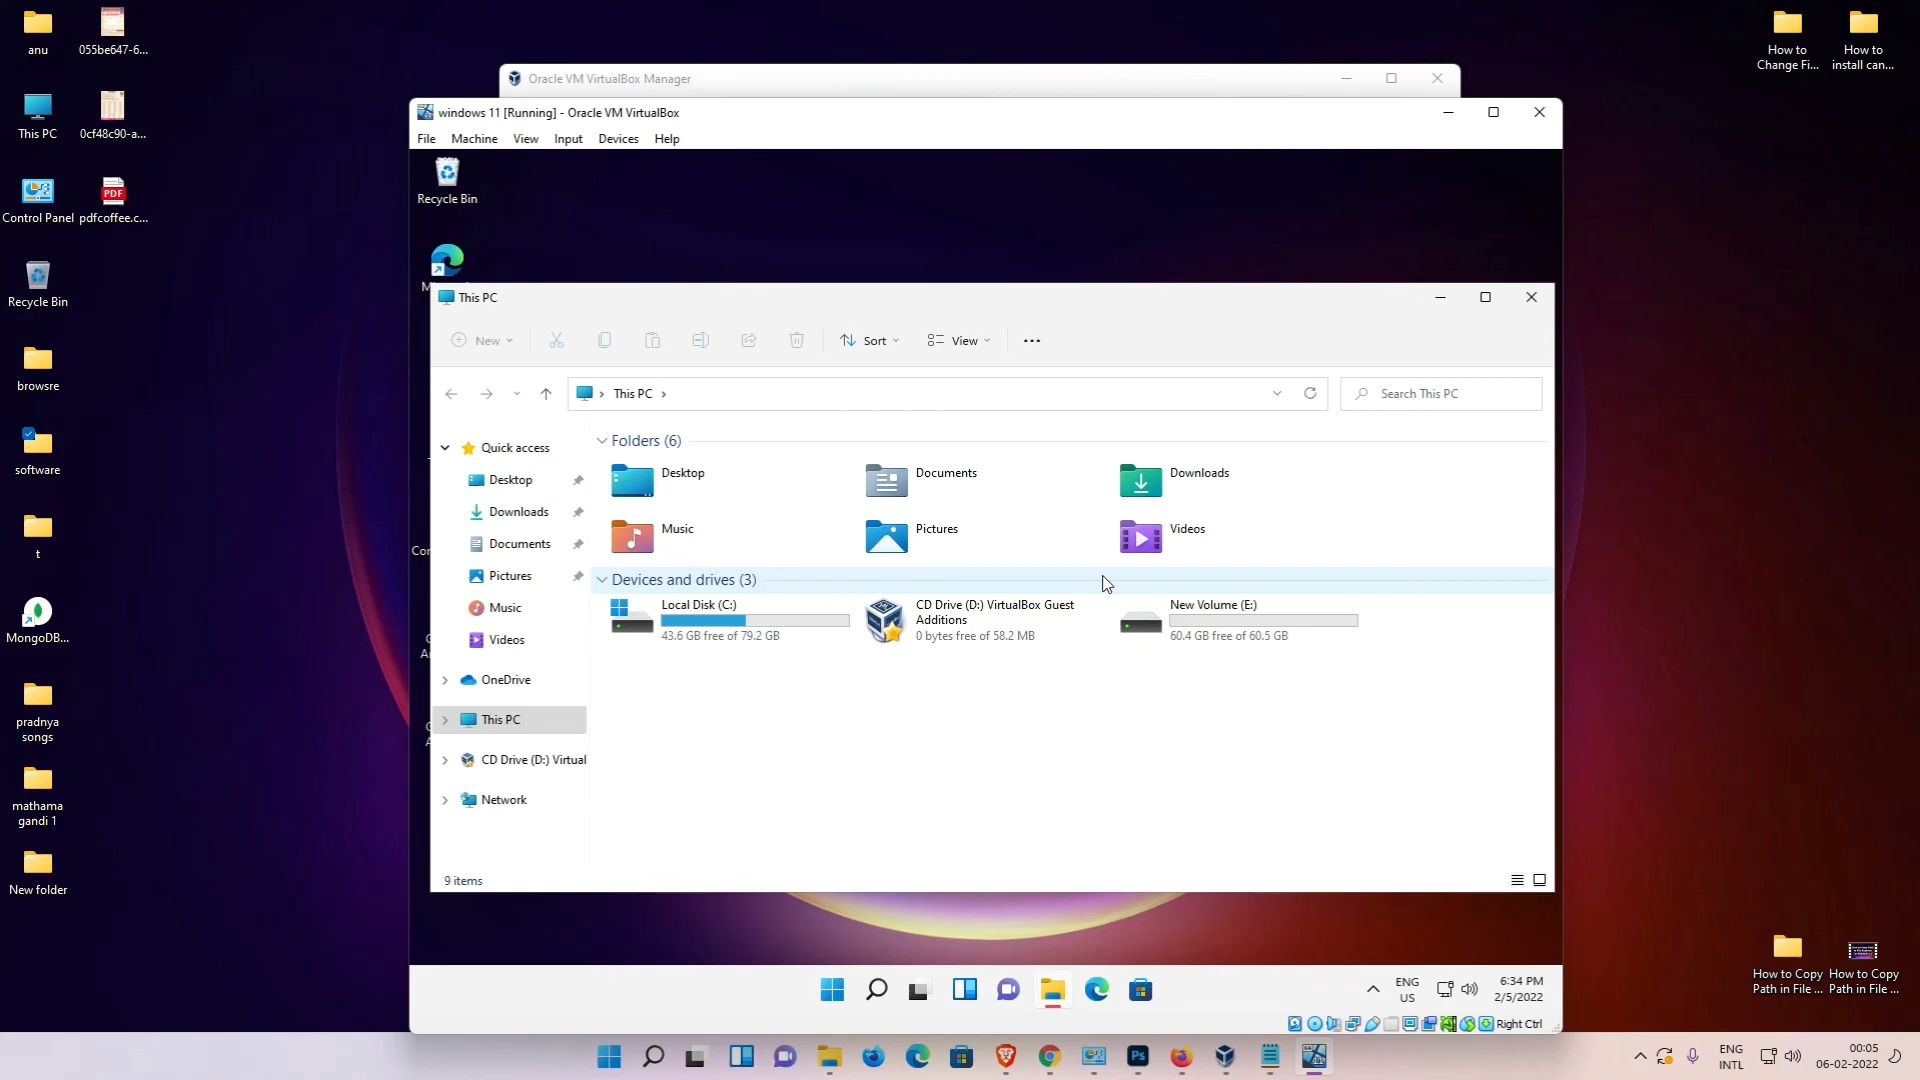 anu
055be647-6...
This PC
0cf48c90-a...
Control Panel
pdfcoffee.c...
PDF
Recycle Bin
browsre
software
t
MongoDB...
pradnya
songs
mathama
gandi 1
New folder
How to
Change Fi...
How to
install can...
Oracle VM VirtualBox Manager
windows 11 [Running] - Oracle VM VirtualBox
File Machine View Input Devices Help
Recycle Bin
This PC
New
Sort
View
This PC
Search This PC
Quick access
Desktop
Downloads
Documents
Pictures
Music
Videos
OneDrive
This PC
CD Drive (D:) Virtual
Network
Folders (6)
Desktop
Documents
Downloads
Music
Pictures
Videos
Devices and drives (3)
Local Disk (C:)
43.6 GB free of 79.2 GB
CD Drive (D:) VirtualBox Guest
Additions
0 bytes free of 58.2 MB
New Volume (E:)
60.4 GB free of 60.5 GB
9 items
ENG
US
6:34 PM
2/5/2022
Right Ctrl
How to Copy
Path in File ...
How to Copy
Path in File ...
Ps
ENG
INTL
00:05
06-02-2022